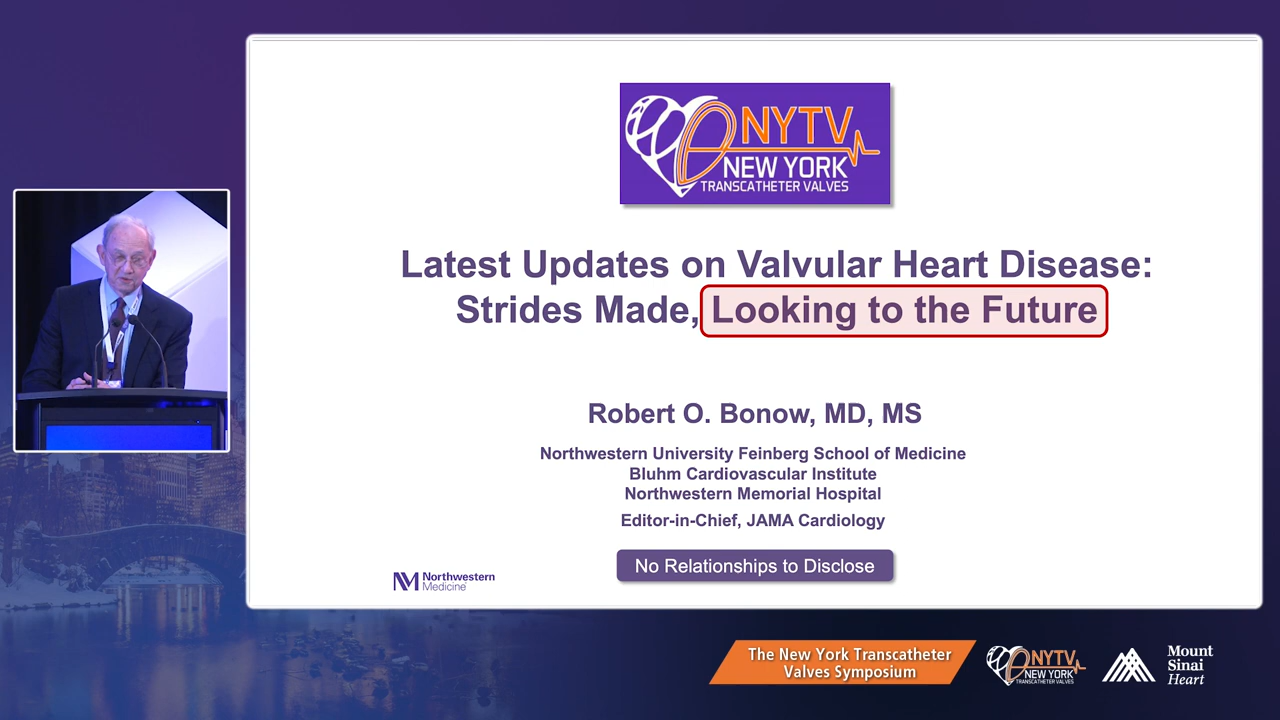 NYTV
NEW YORK
TRANSCATHETER VALVES
Latest Updates on Valvular Heart Disease:
Strides Made, Looking to the Future
Robert O. Bonow, MD, MS
Northwestern University Feinberg School of Medicine
Bluhm Cardiovascular Institute
Northwestern Memorial Hospital
Editor-in-Chief, JAMA Cardiology
No Relationships to Disclose
NM Northwestern
Medicine
The New York Transcatheter
Valves Symposium
NYTV
NEW YORK
TRANSCATHETER VALVES
Mount
Sinai
Heart